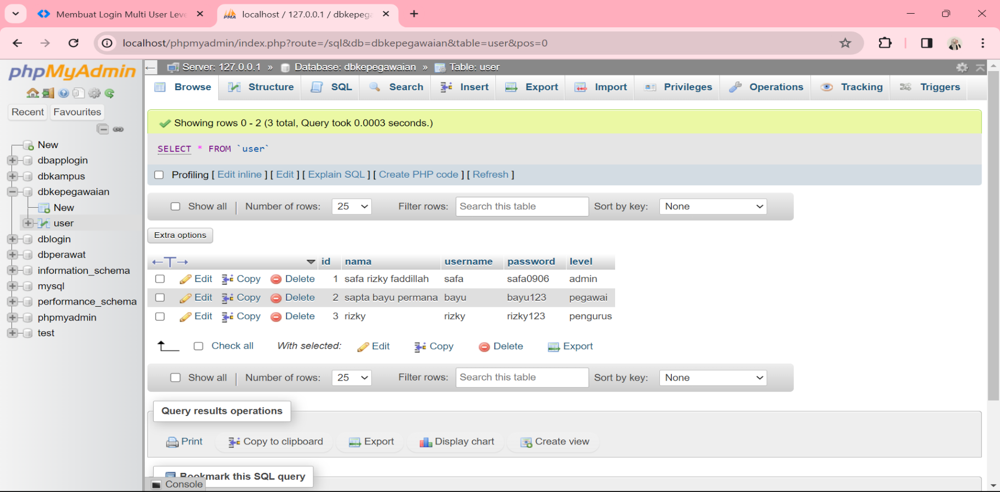 Membuat Login Multi User Leve
localhost / 127.0.0.1 / dbkepega
localhost/phpmyadmin/index.php?route=/sql&db=dbkepegawaian&table=user&pos=0
phpMyAdmin
Recent Favourites
New
dbapplogin
dbkampus
dbkepegawaian
New
user
dblogin
dbperawat
information_schema
mysql
performance_schema
phpmyadmin
test
Server: 127.0.0.1 » Database: dbkepegawaian » Table: user
Browse Structure SQL Search Insert Export Import Privileges Operations Tracking Triggers
Showing rows 0 - 2 (3 total, Query took 0.0003 seconds.)
SELECT * FROM `user`
Profiling [ Edit inline ] [ Edit ] [ Explain SQL ] [ Create PHP code ] [ Refresh ]
Show all | Number of rows: 25 Filter rows: Search this table Sort by key: None
Extra options
id nama username password level
Edit Copy Delete 1 safa rizky faddillah safa safa0906 admin
Edit Copy Delete 2 sapta bayu permana bayu bayu123 pegawai
Edit Copy Delete 3 rizky rizky rizky123 pengurus
Check all With selected: Edit Copy Delete Export
Show all | Number of rows: 25 Filter rows: Search this table Sort by key: None
Query results operations
Print Copy to clipboard Export Display chart Create view
Bookmark this SQL query
Console